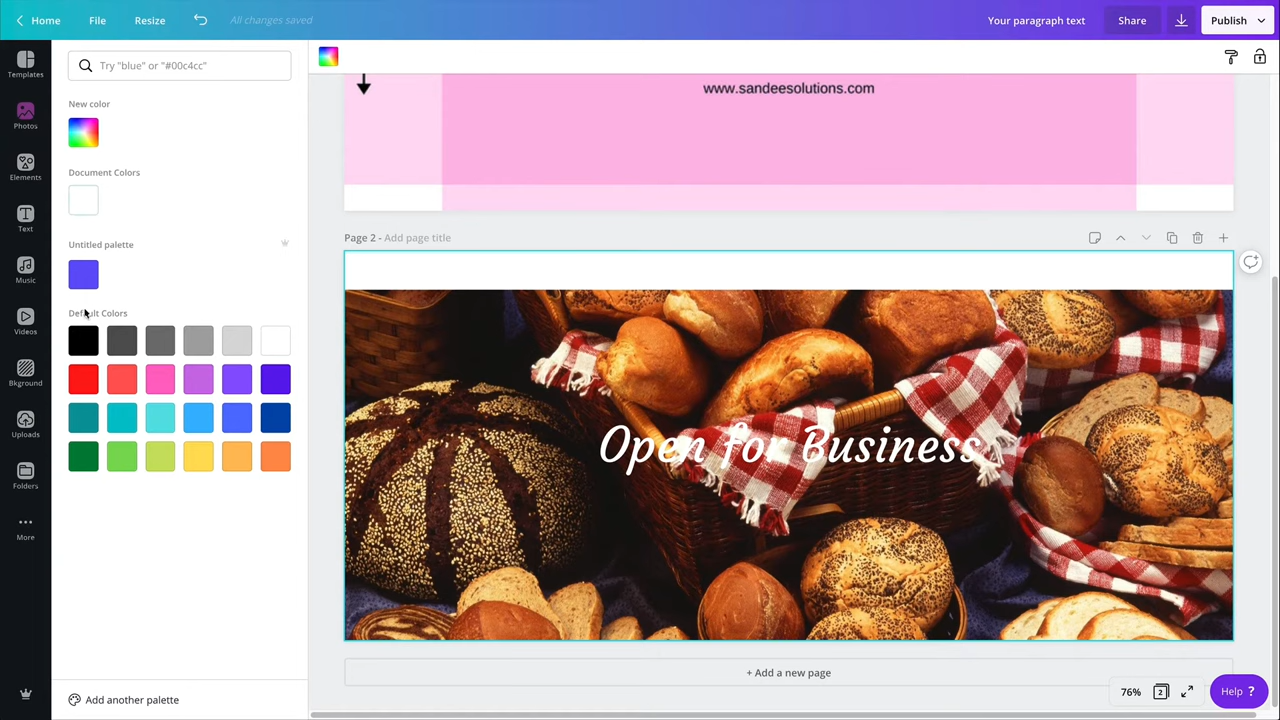 Home File Resize All changes saved Your paragraph text Share Publish
Templates
Photos
Elements
Text
Music
Videos
Bkground
Uploads
Folders
More
Try "blue" or "#00c4cc"
New color
Document Colors
Untitled palette
Default Colors
Add another palette
www.sandeesolutions.com
Page 2 - Add page title
Open for Business
+ Add a new page
76% 2 Help ?